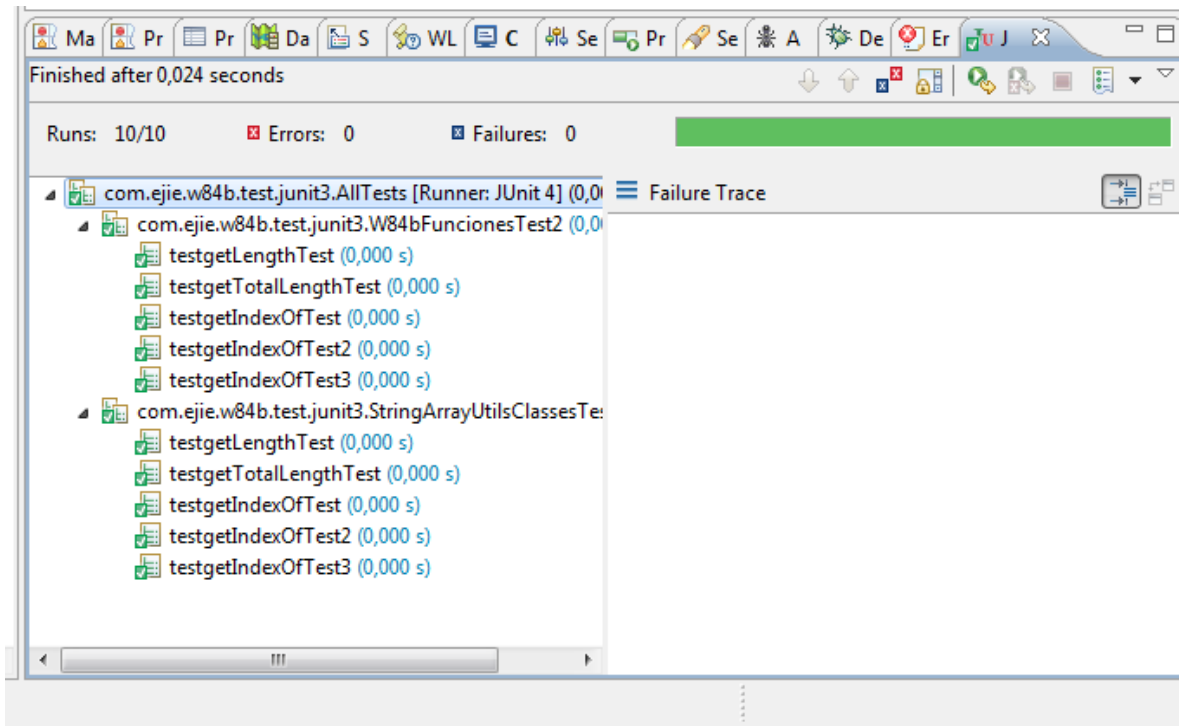 Ma Pr Pr Da S WL C Se Pr Se A De Er J
Finished after 0,024 seconds
Runs: 10/10 Errors: 0 Failures: 0
com.ejie.w84b.test.junit3.AllTests [Runner: JUnit 4] (0,00
Failure Trace
com.ejie.w84b.test.junit3.W84bFuncionesTest2 (0,00
testgetLengthTest (0,000 s)
testgetTotalLengthTest (0,000 s)
testgetIndexOfTest (0,000 s)
testgetIndexOfTest2 (0,000 s)
testgetIndexOfTest3 (0,000 s)
com.ejie.w84b.test.junit3.StringArrayUtilsClassesTes
testgetLengthTest (0,000 s)
testgetTotalLengthTest (0,000 s)
testgetIndexOfTest (0,000 s)
testgetIndexOfTest2 (0,000 s)
testgetIndexOfTest3 (0,000 s)